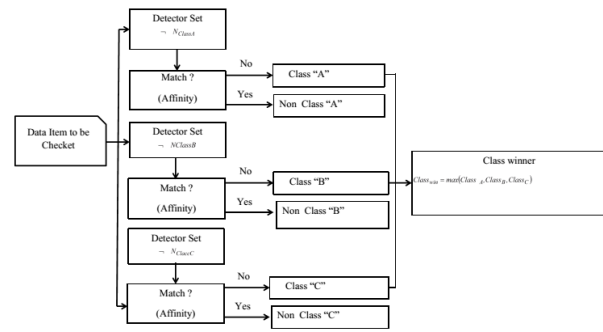 Detector Set
¬ N_ClassA
Match ?
(Affinity)
No
Yes
Class “A”
Non Class “A”
Data Item to be
Checket
Detector Set
¬ NClassB
Match ?
(Affinity)
No
Yes
Class “B”
Non Class “B”
Class winner
Class_win = max(Class_A, Class_B, Class_C)
Detector Set
¬ N_ClassC
Match ?
(Affinity)
No
Yes
Class “C”
Non Class “C”